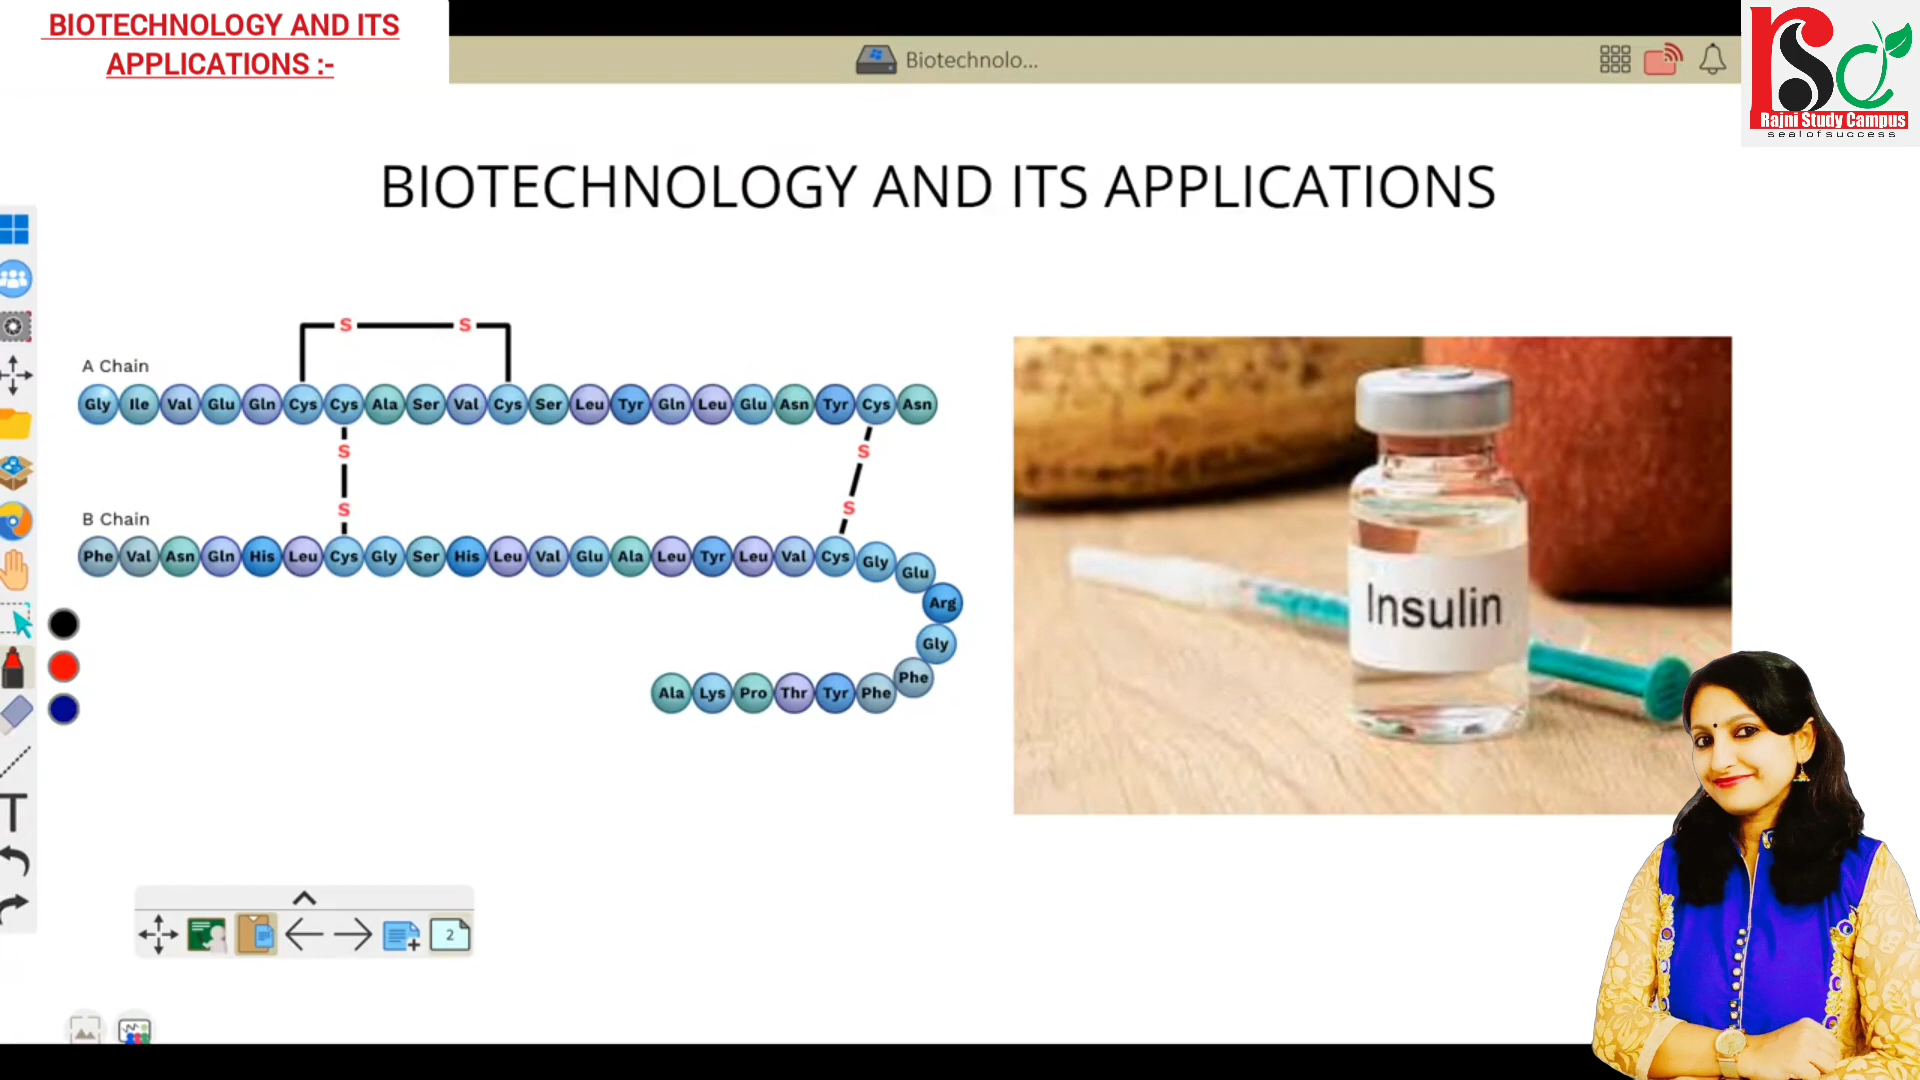 BIOTECHNOLOGY AND ITS
APPLICATIONS :-
Biotechnolo...
Rajni Study Campus
seal of success
BIOTECHNOLOGY AND ITS APPLICATIONS
S S
A Chain
Gly Ile Val Glu Gln Cys Cys Ala Ser Val Cys Ser Leu Tyr Gln Leu Glu Asn Tyr Cys Asn
S S
S S
B Chain
Phe Val Asn Gln His Leu Cys Gly Ser His Leu Val Glu Ala Leu Tyr Leu Val Cys Gly Glu
Arg
Gly
Phe
Ala Lys Pro Thr Tyr Phe
Insulin
2